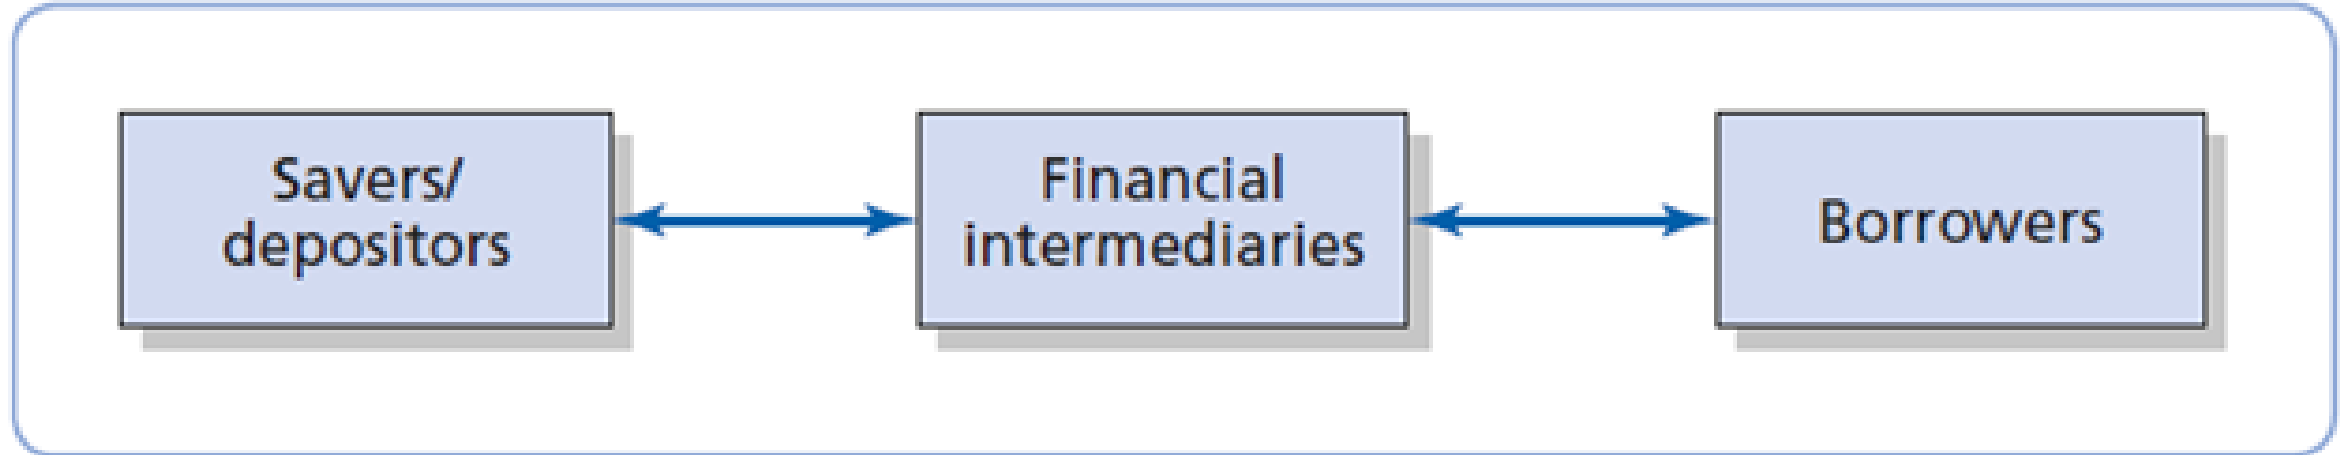 Savers/
depositors
Financial
intermediaries
Borrowers